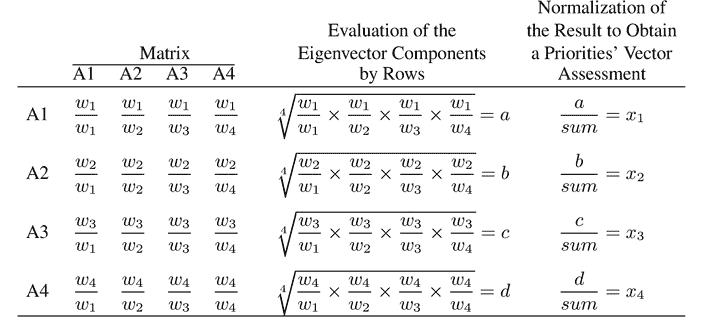 Normalization of
Evaluation of the the Result to Obtain
Matrix Eigenvector Components a Priorities' Vector
A1 A2 A3 A4 by Rows Assessment
A1 w₁/w₁ w₁/w₂ w₁/w₃ w₁/w₄ ∜(w₁/w₁ × w₁/w₂ × w₁/w₃ × w₁/w₄) = a a/sum = x₁
A2 w₂/w₁ w₂/w₂ w₂/w₃ w₂/w₄ ∜(w₂/w₁ × w₂/w₂ × w₂/w₃ × w₂/w₄) = b b/sum = x₂
A3 w₃/w₁ w₃/w₂ w₃/w₃ w₃/w₄ ∜(w₃/w₁ × w₃/w₂ × w₃/w₃ × w₃/w₄) = c c/sum = x₃
A4 w₄/w₁ w₄/w₂ w₄/w₃ w₄/w₄ ∜(w₄/w₁ × w₄/w₂ × w₄/w₃ × w₄/w₄) = d d/sum = x₄